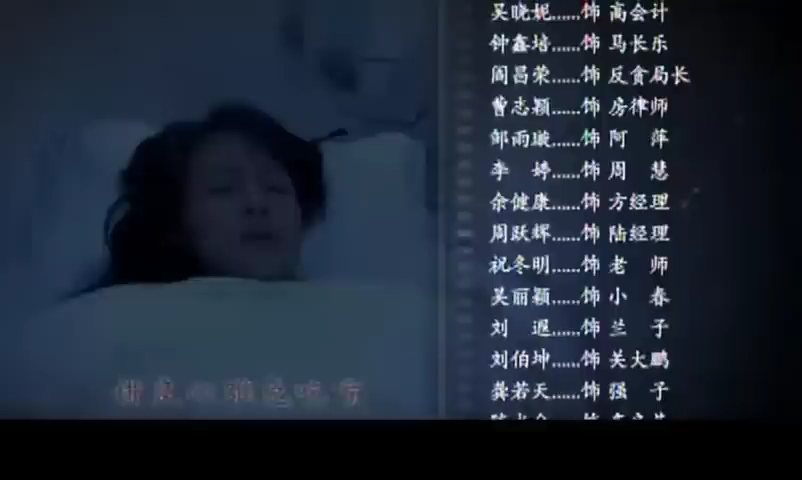 吴晓妮......饰 高会计
钟鑫培......饰 马长乐
阎昌荣......饰 反贪局长
曹志颖......饰 房律师
邹雨璇......饰 阿 萍
李 婷......饰 周 慧
余健康......饰 方经理
周跃辉......饰 陆经理
祝冬明......饰 老 师
吴丽颖......饰 小 春
刘 遐......饰 兰 子
刘伯坤......饰 关大鹏
龚若天......饰 强 子